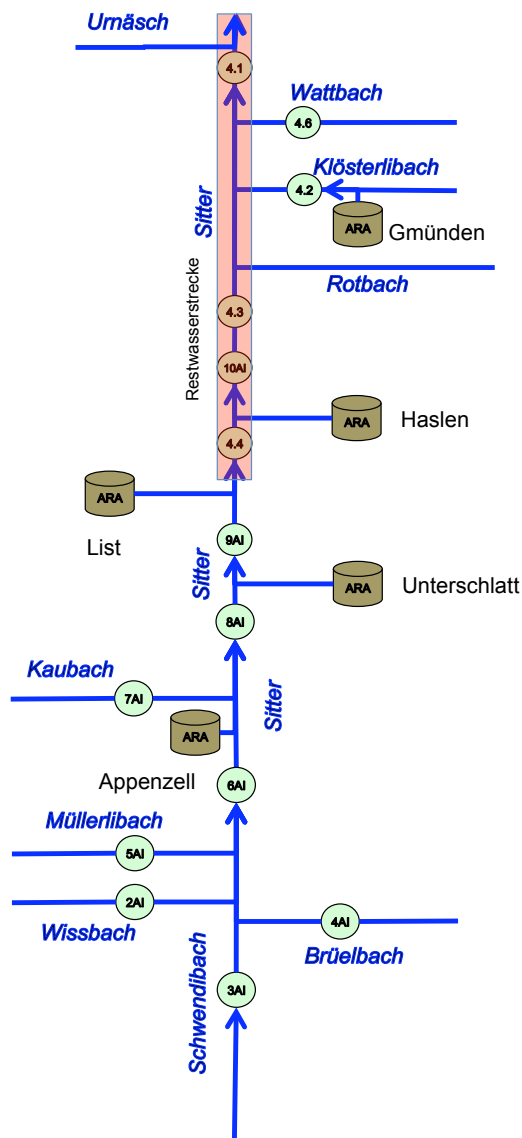 Urnäsch
4.1
Wattbach
4.6
Klösterlibach
4.2
ARA
Gmünden
Sitter
Rotbach
Restwasserstrecke
4.3
10AI
ARA
Haslen
4.4
ARA
List
9AI
Sitter
ARA
Unterschlatt
8AI
Kaubach
7AI
Sitter
ARA
Appenzell
6AI
Müllerlibach
5AI
2AI
Wissbach
4AI
Brüelbach
Schwendibach
3AI